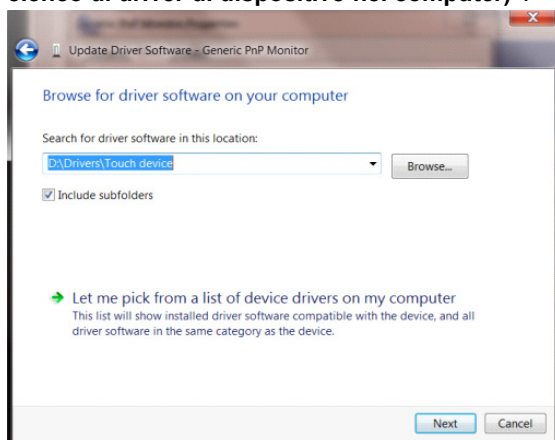 Update Driver Software - Generic PnP Monitor
Browse for driver software on your computer
Search for driver software in this location:
D:\Drivers\Touch device
Browse...
Include subfolders
Let me pick from a list of device drivers on my computer
This list will show installed driver software compatible with the device, and all
driver software in the same category as the device.
Next
Cancel